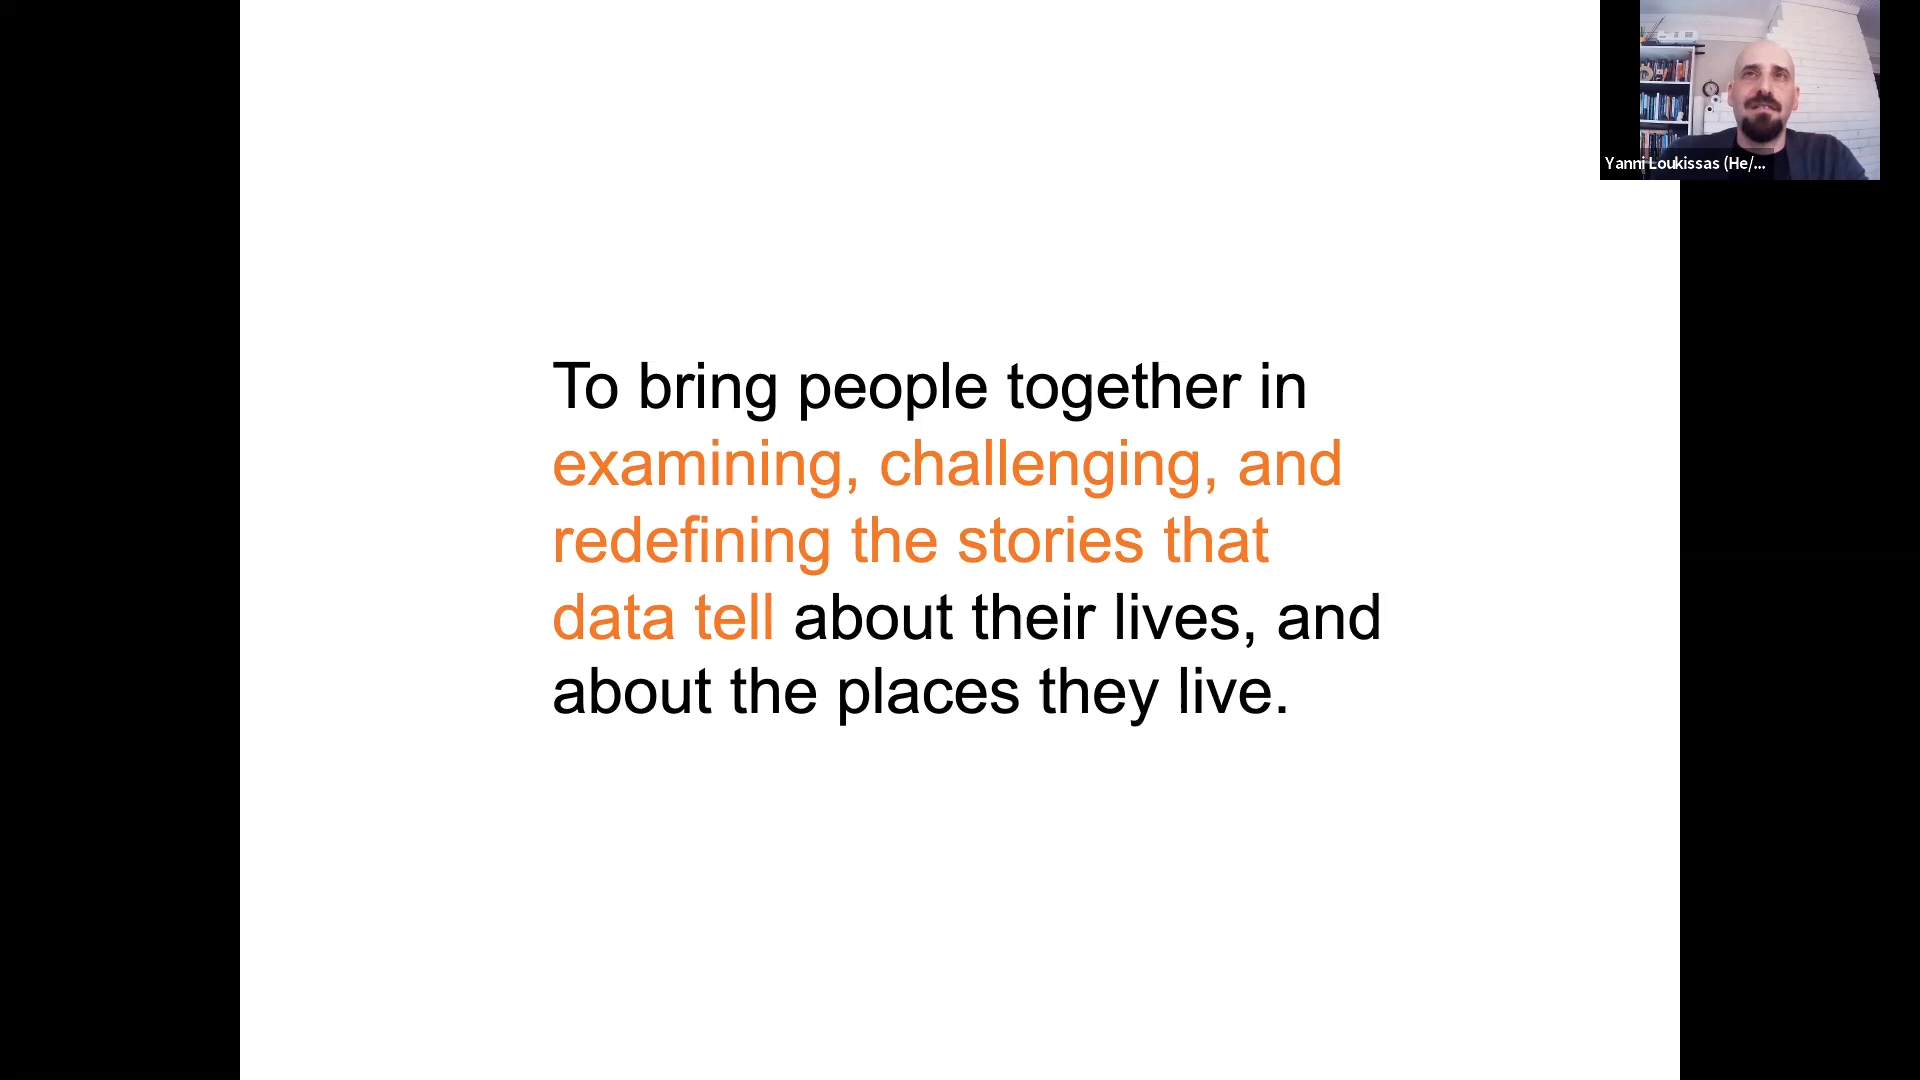 To bring people together in
examining, challenging, and
redefining the stories that
data tell about their lives, and
about the places they live.
Yanni Loukissas (He/...